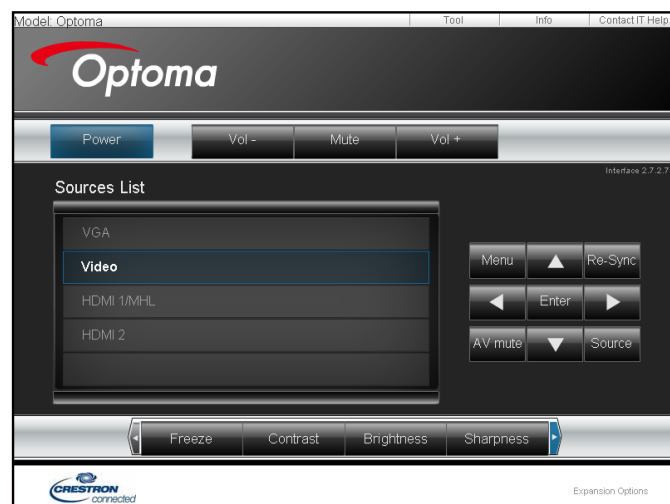 Model: Optoma Tool Info Contact IT Help
Optoma
Power Vol - Mute Vol +
Interface 2.7.2.7
Sources List
VGA
Video
HDMI 1/MHL
HDMI 2
Menu Re-Sync
Enter
AV mute Source
Freeze Contrast Brightness Sharpness
CRESTRON
connected
Expansion Options